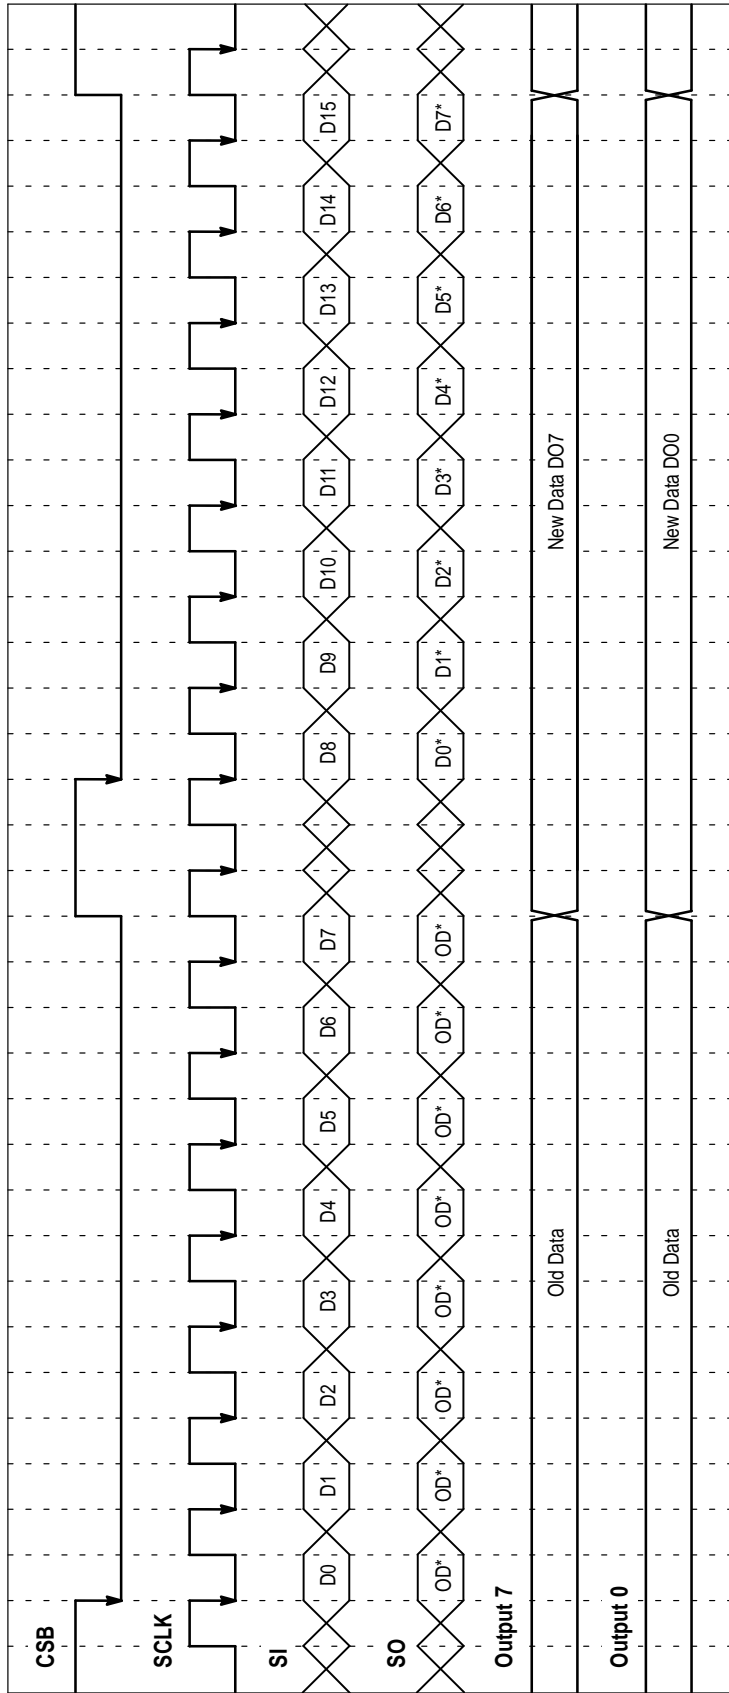 CSB
SCLK
SI D0 D1 D2 D3 D4 D5 D6 D7 D8 D9 D10 D11 D12 D13 D14 D15
SO OD* OD* OD* OD* OD* OD* OD* OD* D0* D1* D2* D3* D4* D5* D6* D7*
Output 7 Old Data New Data DO7
Output 0 Old Data New Data DO0